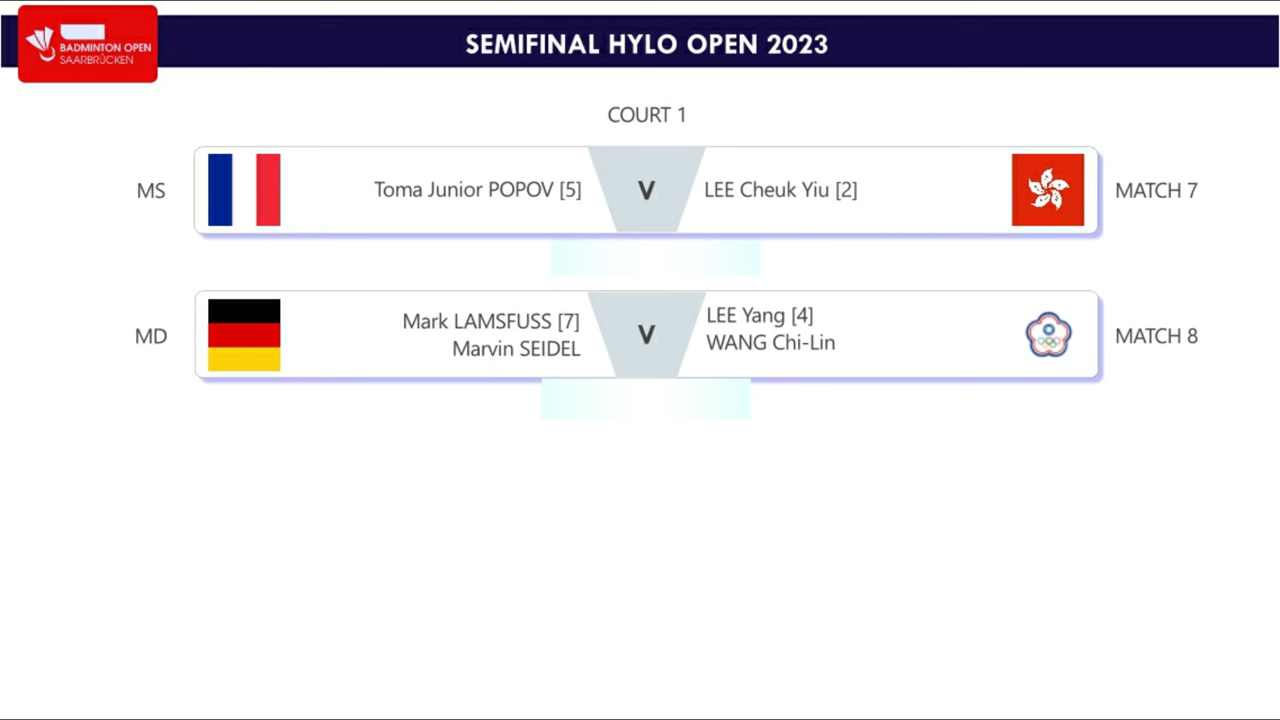 BADMINTON OPEN
SAARBRÜCKEN
SEMIFINAL HYLO OPEN 2023
COURT 1
MS
Toma Junior POPOV [5]
V
LEE Cheuk Yiu [2]
MATCH 7
MD
Mark LAMSFUSS [7]
Marvin SEIDEL
V
LEE Yang [4]
WANG Chi-Lin
MATCH 8